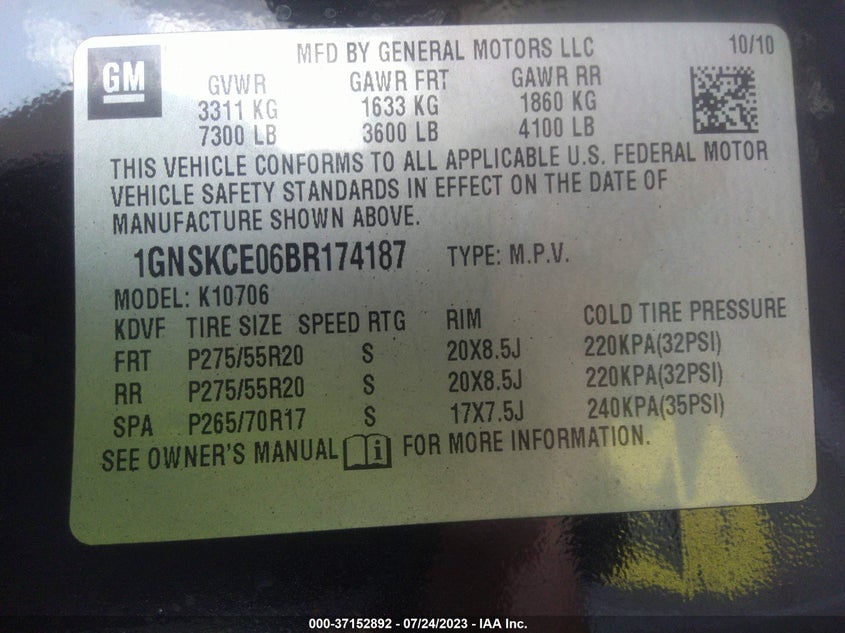 GM
MFD BY GENERAL MOTORS LLC 10/10
GVWR GAWR FRT GAWR RR
3311 KG 1633 KG 1860 KG
7300 LB 3600 LB 4100 LB
THIS VEHICLE CONFORMS TO ALL APPLICABLE U.S. FEDERAL MOTOR
VEHICLE SAFETY STANDARDS IN EFFECT ON THE DATE OF
MANUFACTURE SHOWN ABOVE.
1GNSKCE06BR174187 TYPE: M.P.V.
MODEL: K10706
KDVF TIRE SIZE SPEED RTG RIM COLD TIRE PRESSURE
FRT P275/55R20 S 20X8.5J 220KPA(32PSI)
RR P275/55R20 S 20X8.5J 220KPA(32PSI)
SPA P265/70R17 S 17X7.5J 240KPA(35PSI)
SEE OWNER'S MANUAL FOR MORE INFORMATION.
000-37152892 / 07/24/2023 - IAA Inc.